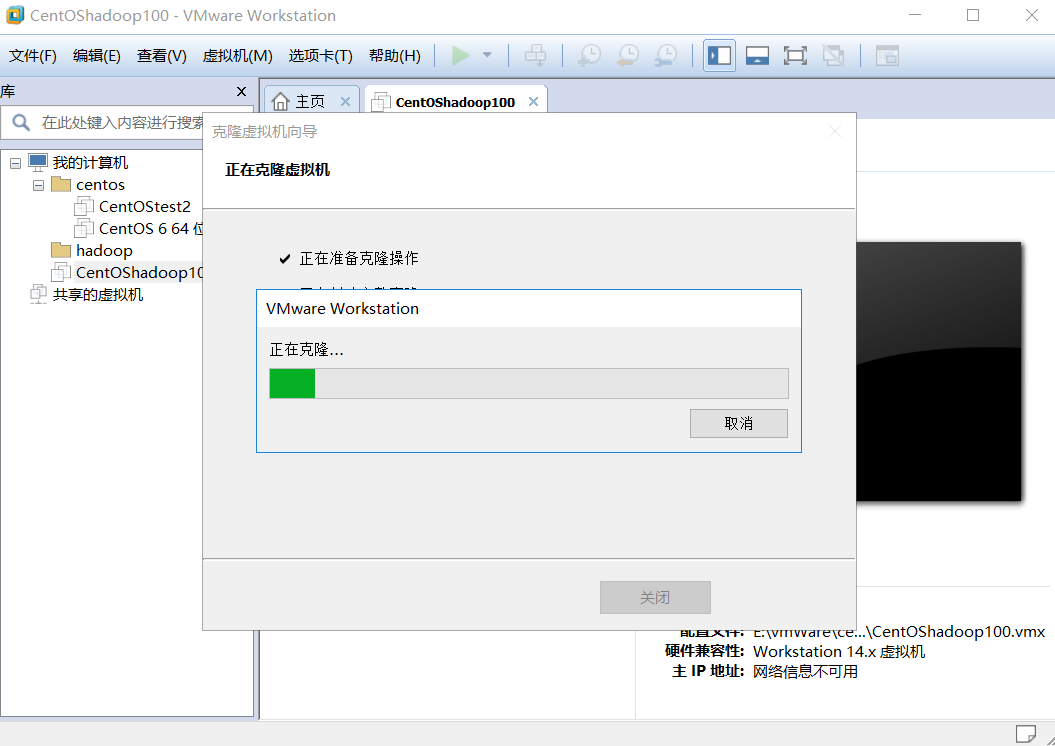 CentOShadoop100 - VMware Workstation
文件(F) 编辑(E) 查看(V) 虚拟机(M) 选项卡(T) 帮助(H)
库
主页
CentOShadoop100
在此处键入内容进行搜索
我的计算机
centos
CentOStest2
CentOS 6 64 位
hadoop
CentOShadoop10
共享的虚拟机
克隆虚拟机向导
正在克隆虚拟机
正在准备克隆操作
VMware Workstation
正在克隆...
取消
关闭
配置文件: E:\vmWare\ce...\CentOShadoop100.vmx
硬件兼容性: Workstation 14.x 虚拟机
主 IP 地址: 网络信息不可用